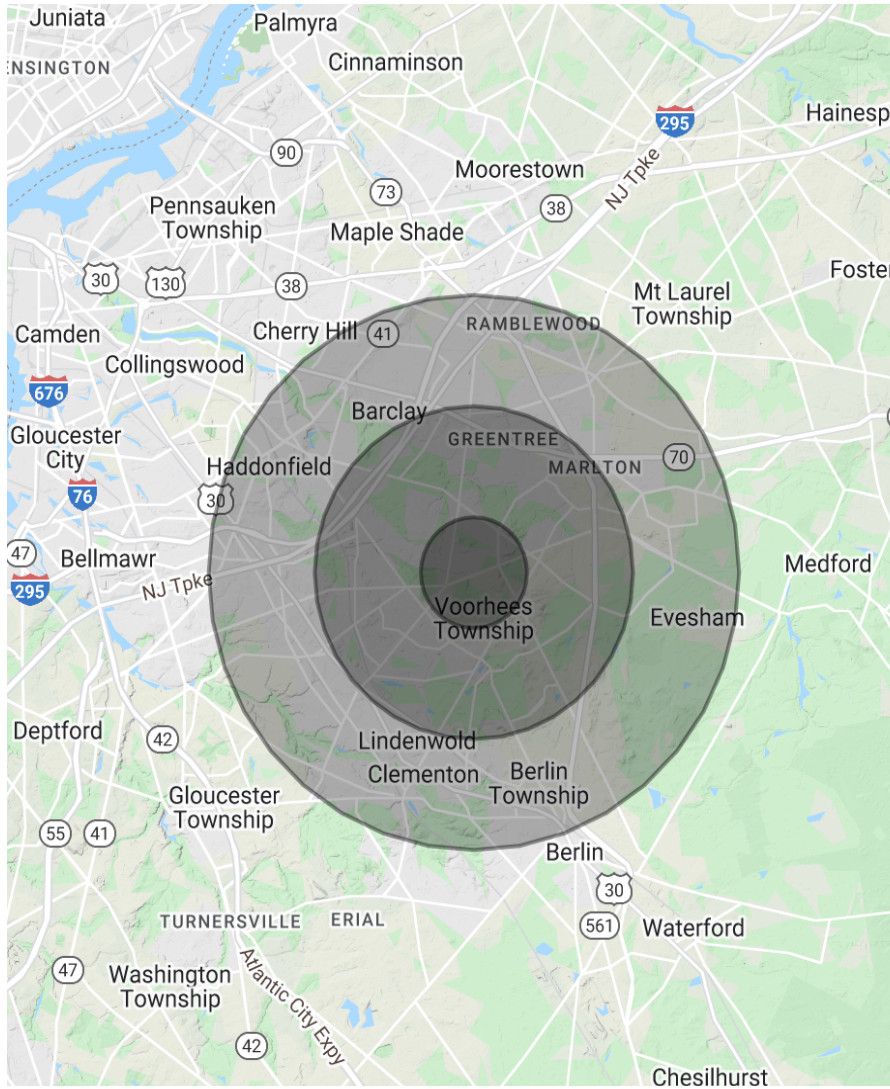 Juniata
Palmyra
ENSINGTON
Cinnaminson
295
Hainesp
90
Moorestown
NJ Tpke
73
38
Pennsauken
Township
Maple Shade
30
130
38
Foster
Mt Laurel
Township
Camden
Cherry Hill
41
RAMBLEWOOD
Collingswood
676
Barclay
Gloucester
City
GREENTREE
70
MARLTON
Haddonfield
76
30
47
Bellmawr
295
NJ Tpke
Medford
Voorhees
Township
Evesham
Deptford
42
Lindenwold
Clementon
Berlin
Township
Gloucester
Township
55
41
Berlin
30
TURNERSVILLE
ERIAL
561
Waterford
47
Washington
Township
Atlantic City Expy
42
Chesilhurst